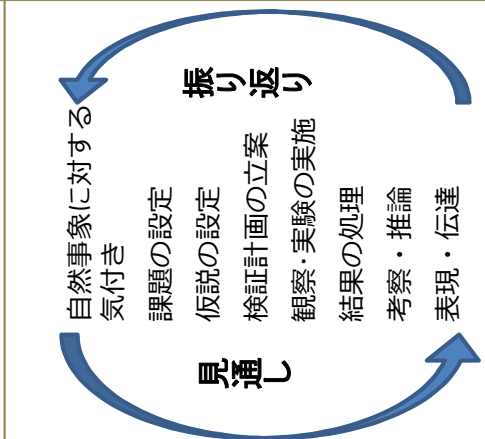 振り返り
自然事象に対する
気付き
課題の設定
仮説の設定
検証計画の立案
観察・実験の実施
結果の処理
考察・推論
表現・伝達
見通し